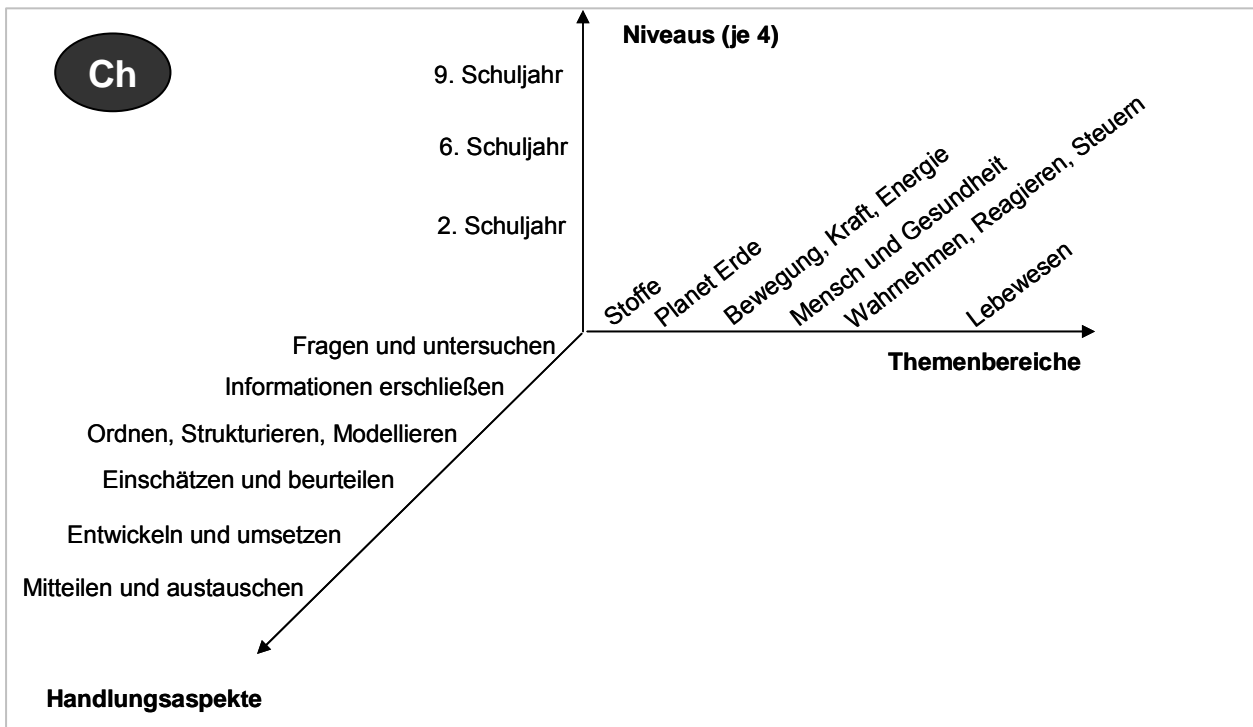 Ch
Niveaus (je 4)
9. Schuljahr
6. Schuljahr
2. Schuljahr
Stoffe
Planet Erde
Bewegung, Kraft, Energie
Mensch und Gesundheit
Wahrnehmen, Reagieren, Steuern
Lebewesen
Themenbereiche
Fragen und untersuchen
Informationen erschließen
Ordnen, Strukturieren, Modellieren
Einschätzen und beurteilen
Entwickeln und umsetzen
Mitteilen und austauschen
Handlungsaspekte